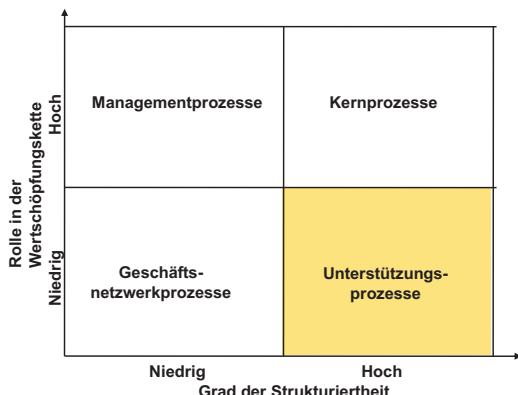 Rolle in der
Wertschöpfungskette
Hoch
Niedrig
Managementprozesse
Kernprozesse
Geschäfts-
netzwerkprozesse
Unterstützungs-
prozesse
Niedrig
Hoch
Grad der Strukturiertheit